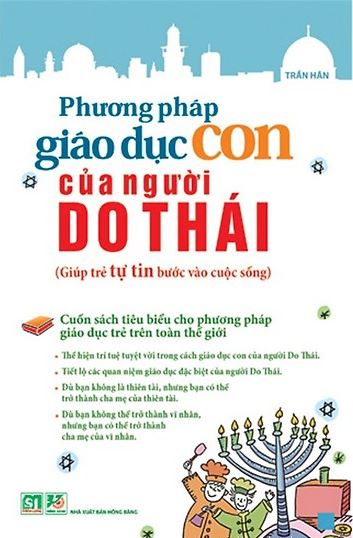 TRẦN HÂN
Phương pháp
giáo dục con
của người
DO THÁI
(Giúp trẻ tự tin bước vào cuộc sống)
Cuốn sách tiêu biểu cho phương pháp
giáo dục trẻ trên toàn thế giới
• Thể hiện trí tuệ tuyệt vời trong cách giáo dục con của người Do Thái.
• Tiết lộ các quan niệm giáo dục đặc biệt của người Do Thái.
• Dù bạn không là thiên tài, nhưng bạn có thể
trở thành cha mẹ của thiên tài.
• Dù bạn không thể trở thành vĩ nhân,
nhưng bạn có thể trở thành
cha mẹ của vĩ nhân.
NHÀ XUẤT BẢN HỒNG BÀNG